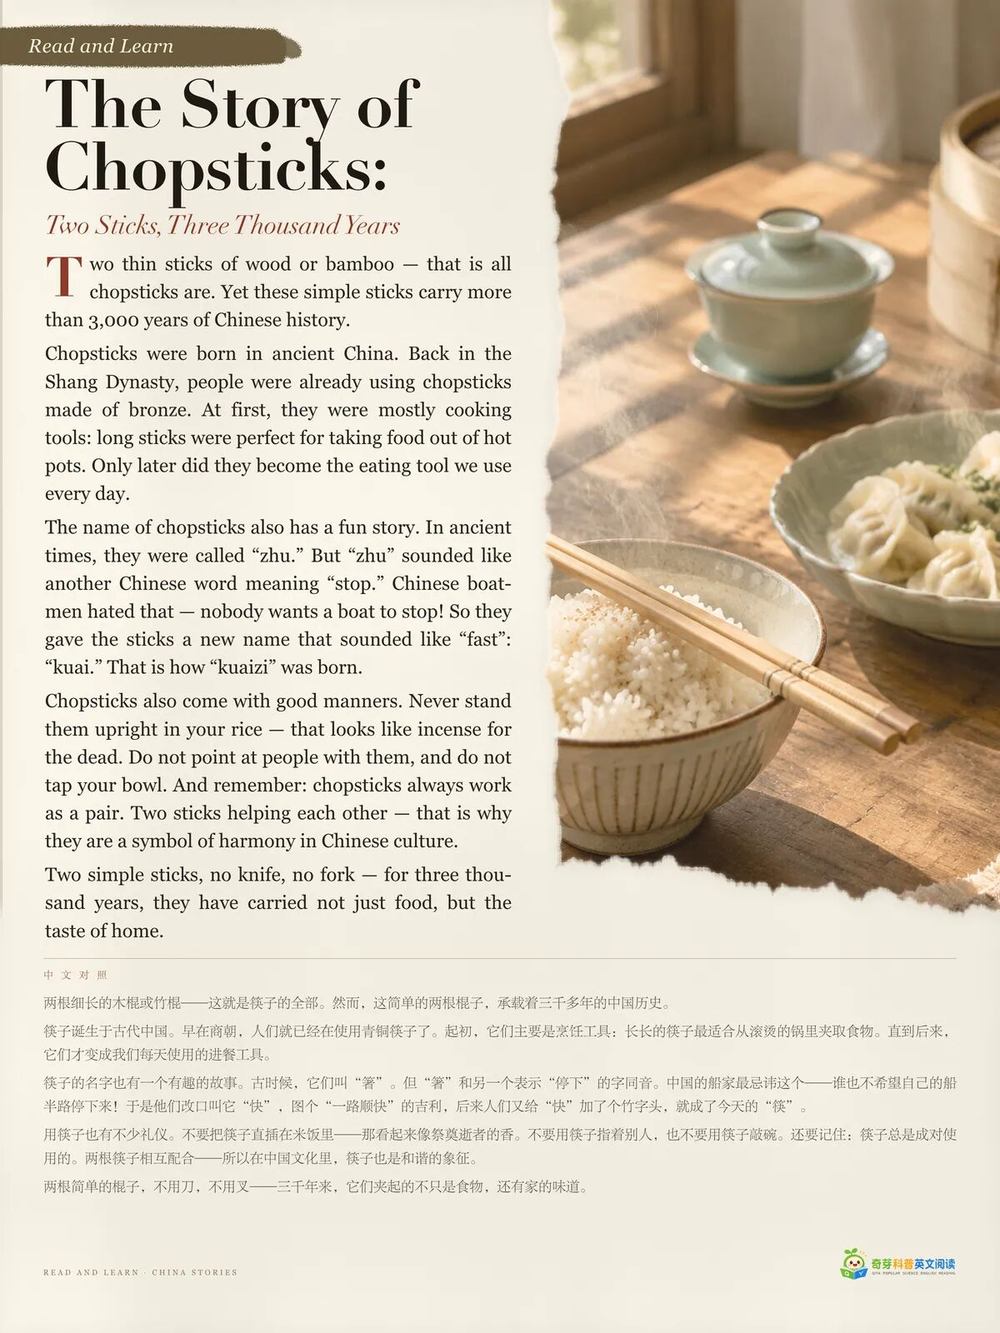 Read and Learn
The Story of
Chopsticks:
Two Sticks, Three Thousand Years
Two thin sticks of wood or bamboo — that is all
chopsticks are. Yet these simple sticks carry more
than 3,000 years of Chinese history.
Chopsticks were born in ancient China. Back in the
Shang Dynasty, people were already using chopsticks
made of bronze. At first, they were mostly cooking
tools: long sticks were perfect for taking food out of hot
pots. Only later did they become the eating tool we use
every day.
The name of chopsticks also has a fun story. In ancient
times, they were called “zhu.” But “zhu” sounded like
another Chinese word meaning “stop.” Chinese boat-
men hated that — nobody wants a boat to stop! So they
gave the sticks a new name that sounded like “fast”:
“kuai.” That is how “kuaizi” was born.
Chopsticks also come with good manners. Never stand
them upright in your rice — that looks like incense for
the dead. Do not point at people with them, and do not
tap your bowl. And remember: chopsticks always work
as a pair. Two sticks helping each other — that is why
they are a symbol of harmony in Chinese culture.
Two simple sticks, no knife, no fork — for three thou-
sand years, they have carried not just food, but the
taste of home.
中文对照
两根细长的木棍或竹棍——这就是筷子的全部。然而，这简单的两根棍子，承载着三千多年的中国历史。
筷子诞生于古代中国。早在商朝，人们就已经在使用青铜筷子了。起初，它们主要是烹饪工具：长长的筷子最适合从滚烫的锅里夹取食物。直到后来，
它们才变成我们每天使用的进餐工具。
筷子的名字也有一个有趣的故事。古时候，它们叫“箸”。但“箸”和另一个表示“停下”的字同音。中国的船家最忌讳这个——谁也不希望自己的船
半路停下来！于是他们改口叫它“快”，图个“一路顺快”的吉利，后来人们又给“快”加了个竹字头，就成了今天的“筷”。
用筷子也有不少礼仪。不要把筷子直插在米饭里——那看起来像祭奠逝者的香。不要用筷子指着别人，也不要用筷子敲碗。还要记住：筷子总是成对使
用的。两根筷子相互配合——所以在中国文化里，筷子也是和谐的象征。
两根简单的棍子，不用刀，不用叉——三千年来，它们夹起的不只是食物，还有家的味道。
READ AND LEARN · CHINA STORIES
奇芽科普英文阅读
QIYA POPULAR SCIENCE ENGLISH READING